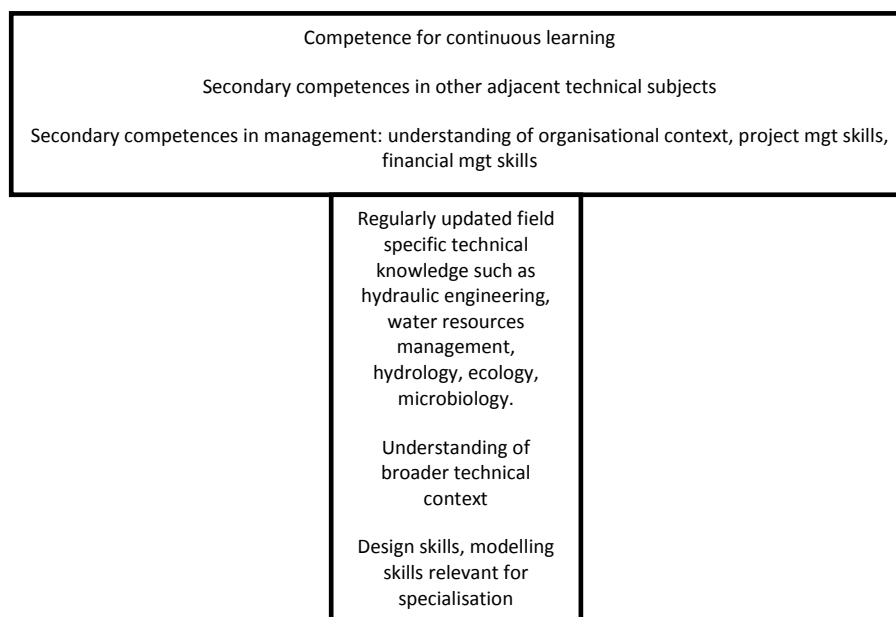 Competence for continuous learning
Secondary competences in other adjacent technical subjects
Secondary competences in management: understanding of organisational context, project mgt skills,
financial mgt skills
Regularly updated field
specific technical
knowledge such as
hydraulic engineering,
water resources
management,
hydrology, ecology,
microbiology.
Understanding of
broader technical
context
Design skills, modelling
skills relevant for
specialisation